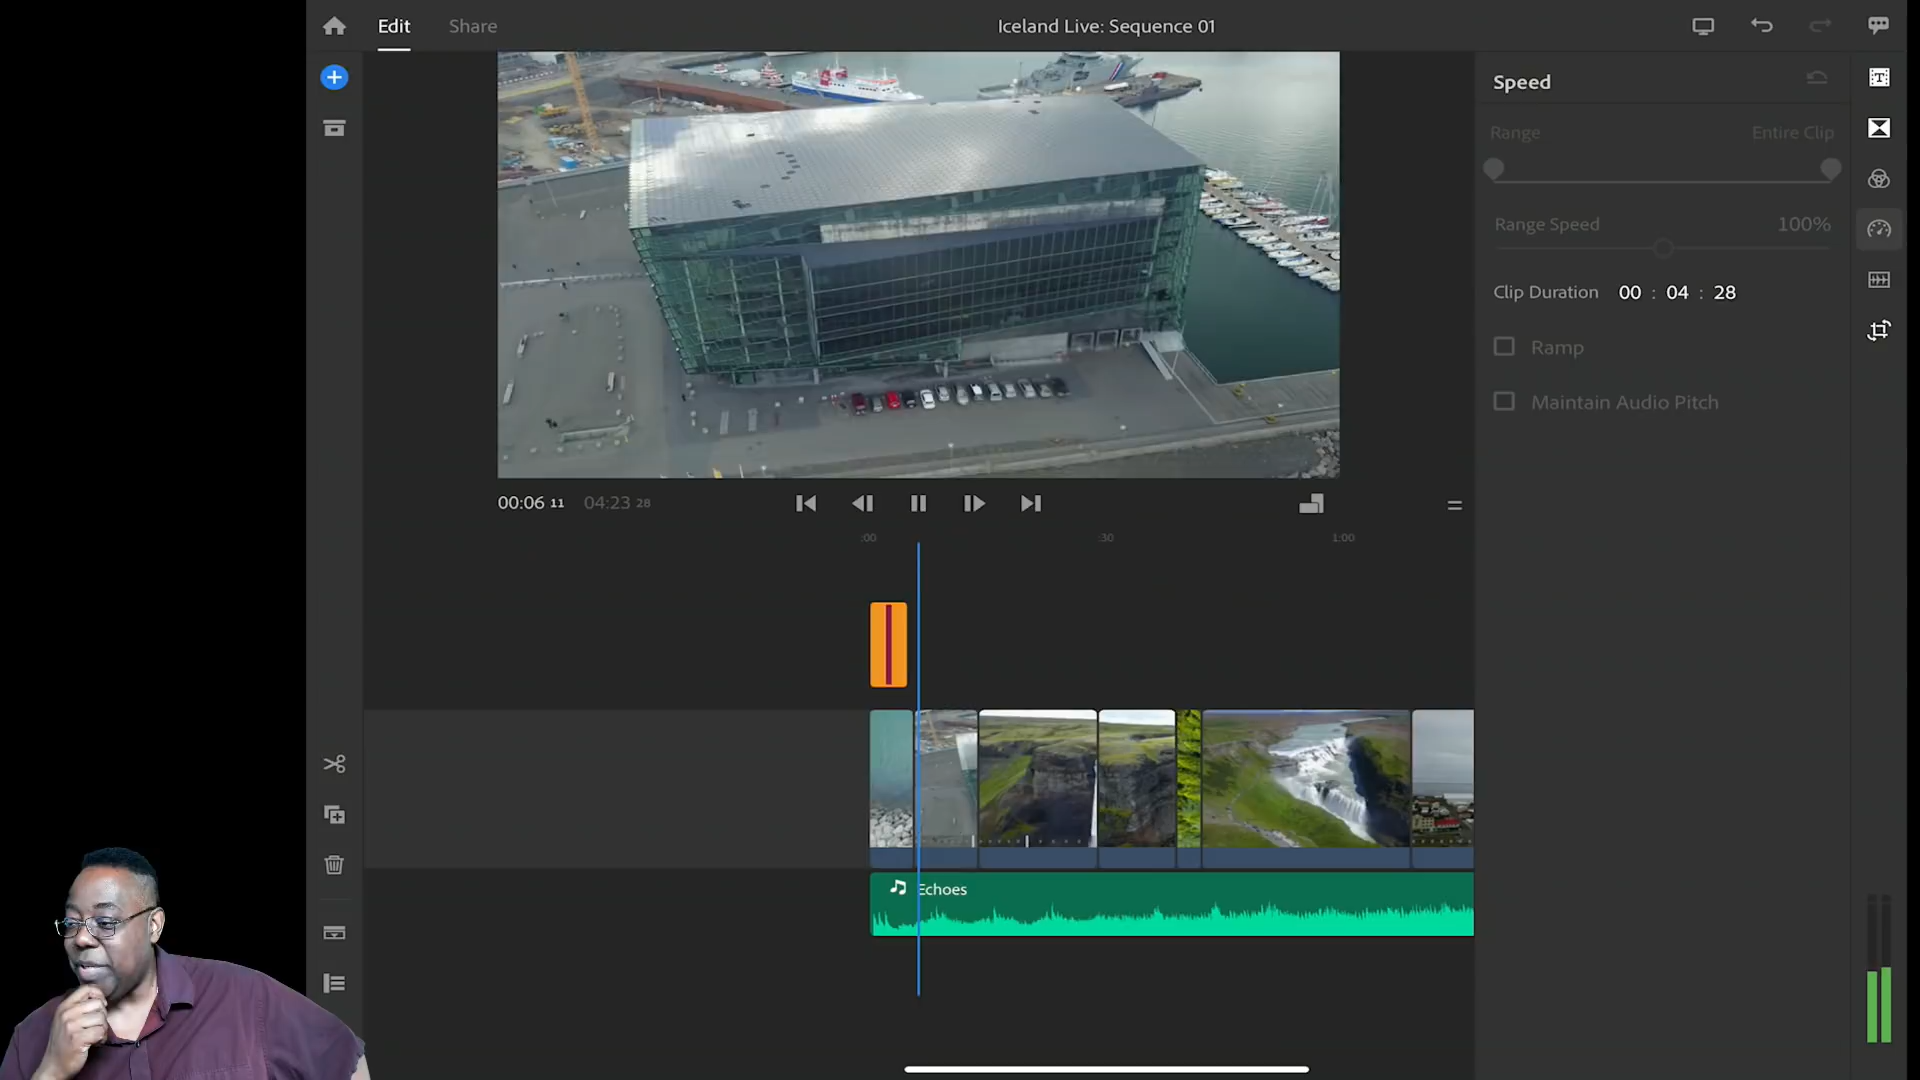 Edit
Share
Iceland Live: Sequence 01
Speed
Range
Entire Clip
Range Speed
100%
Clip Duration 00 : 04 : 28
Ramp
Maintain Audio Pitch
00:06 11
04:23 28
:00
:30
1:00
Echoes